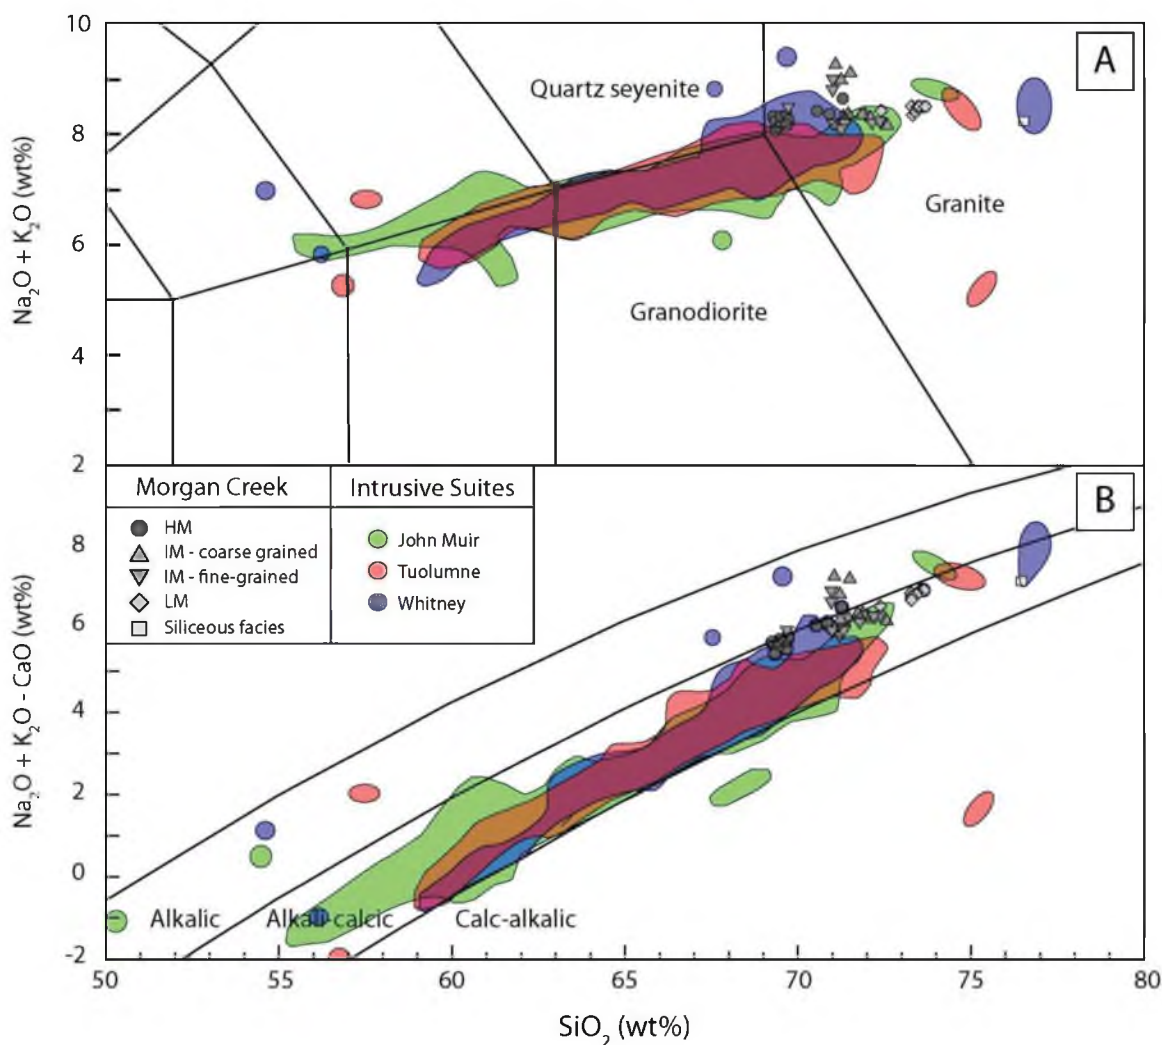 10
8
6
4
2
Na₂O + K₂O (wt%)
A
Quartz seyenite
Granite
Granodiorite
Morgan Creek
HM
IM - coarse grained
IM - fine-grained
LM
Siliceous facies
Intrusive Suites
John Muir
Tuolumne
Whitney
B
8
6
4
2
0
-2
Na₂O + K₂O - CaO (wt%)
Alkalic
Alkali-calcic
Calc-alkalic
50
55
60
65
70
75
80
SiO₂ (wt%)